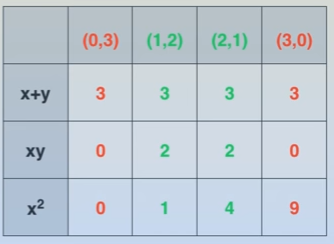 (0,3) (1,2) (2,1) (3,0)
x+y 3 3 3 3
xy 0 2 2 0
x² 0 1 4 9